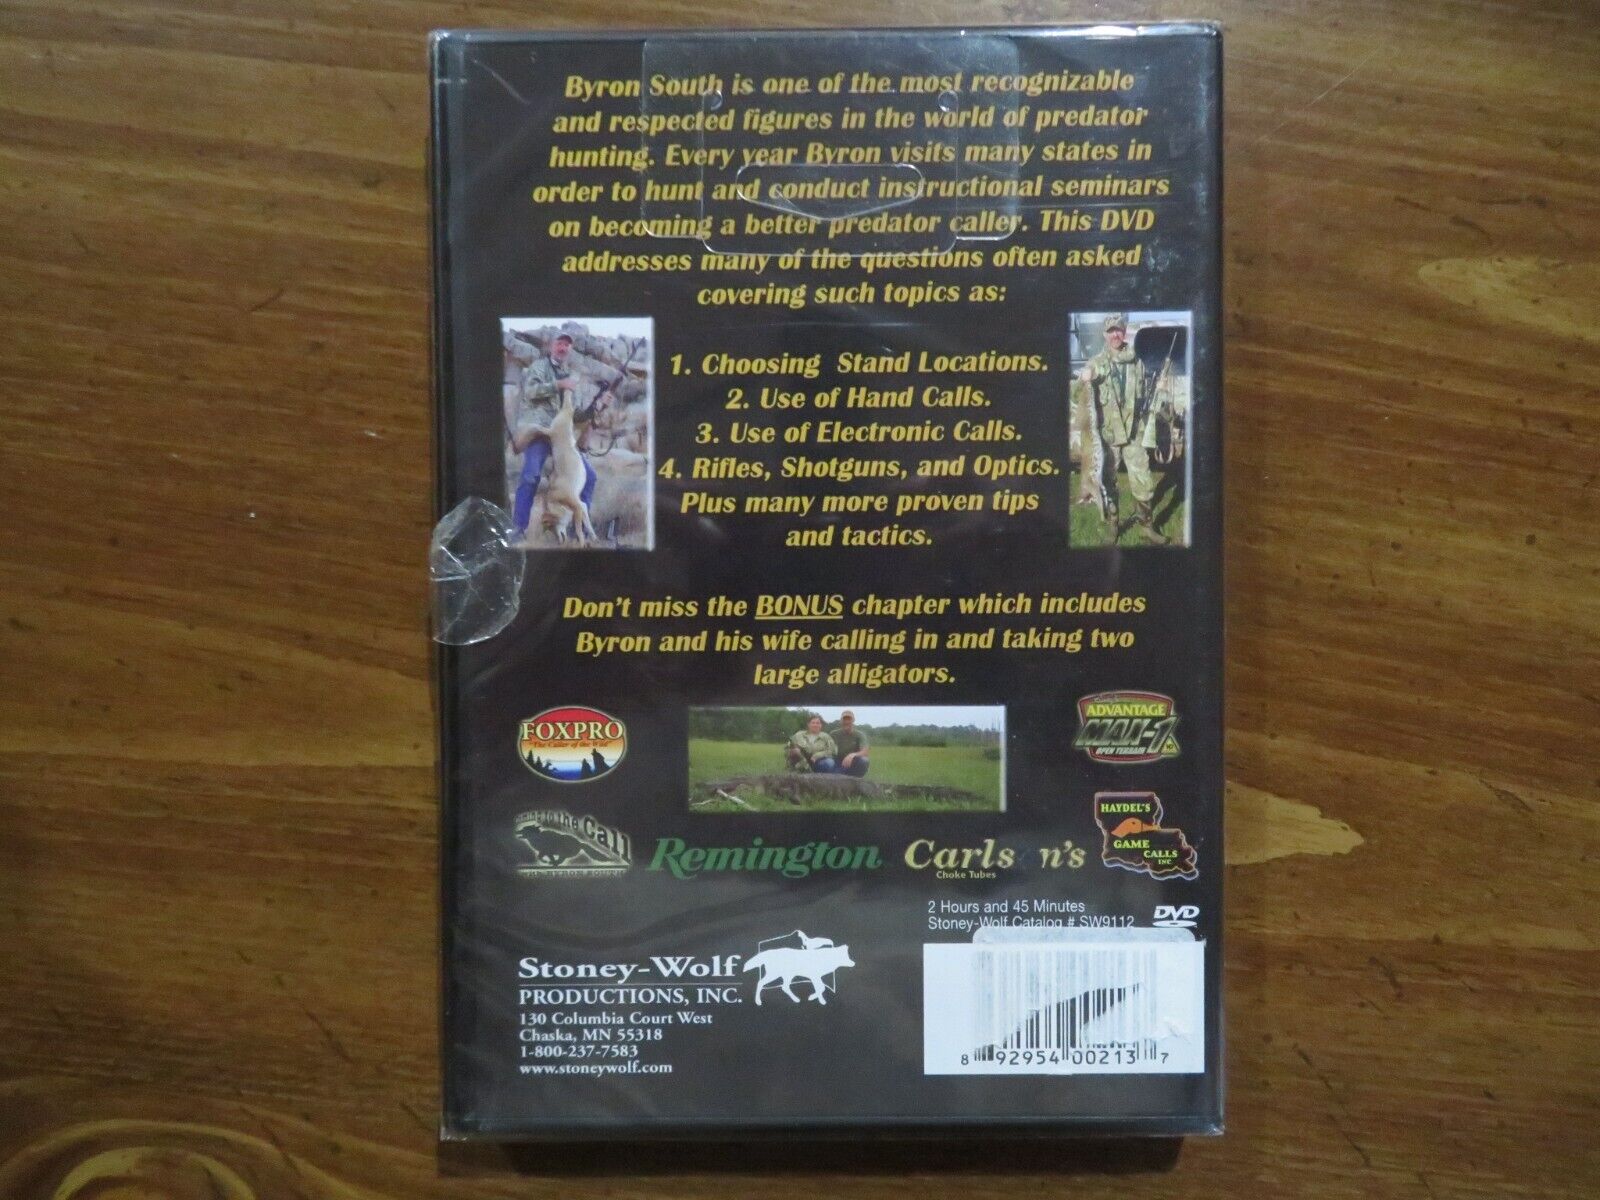 Byron South is one of the most recognizable
and respected figures in the world of predator
hunting. Every year Byron visits many states in
order to hunt and conduct instructional seminars
on becoming a better predator caller. This DVD
addresses many of the questions often asked
covering such topics as:
1. Choosing Stand Locations.
2. Use of Hand Calls.
3. Use of Electronic Calls.
4. Rifles, Shotguns, and Optics.
Plus many more proven tips
and tactics.
Don't miss the BONUS chapter which includes
Byron and his wife calling in and taking two
large alligators.
FOXPRO
"The Caller of the Wild"
ADVANTAGE
MAX-1
OPEN TERRAIN
to the Call
BYRON SOUTH
Remington
Carls n's
Choke Tubes
HAYDEL'S
GAME
CALLS
INC
2 Hours and 45 Minutes
Stoney-Wolf Catalog # SW9112
DVD
Stoney-Wolf
PRODUCTIONS, INC.
130 Columbia Court West
Chaska, MN 55318
1-800-237-7583
www.stoneywolf.com
8 92954 00213 7